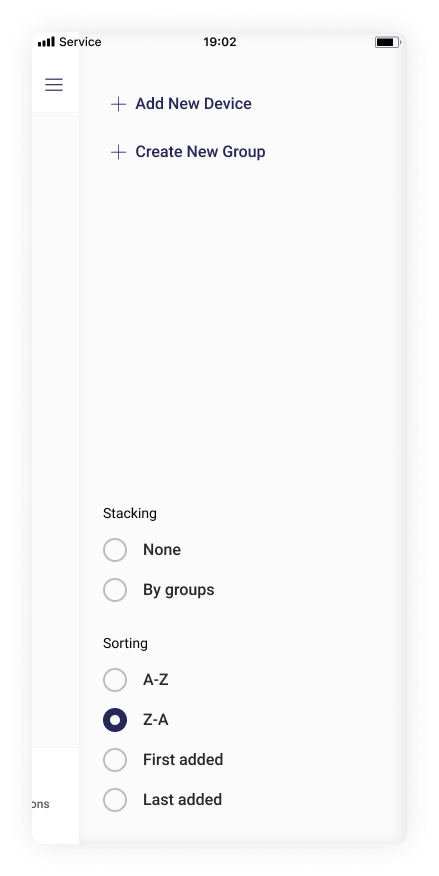 Service
19:02
Add New Device
Create New Group
Stacking
None
By groups
Sorting
A-Z
Z-A
First added
Last added
ons